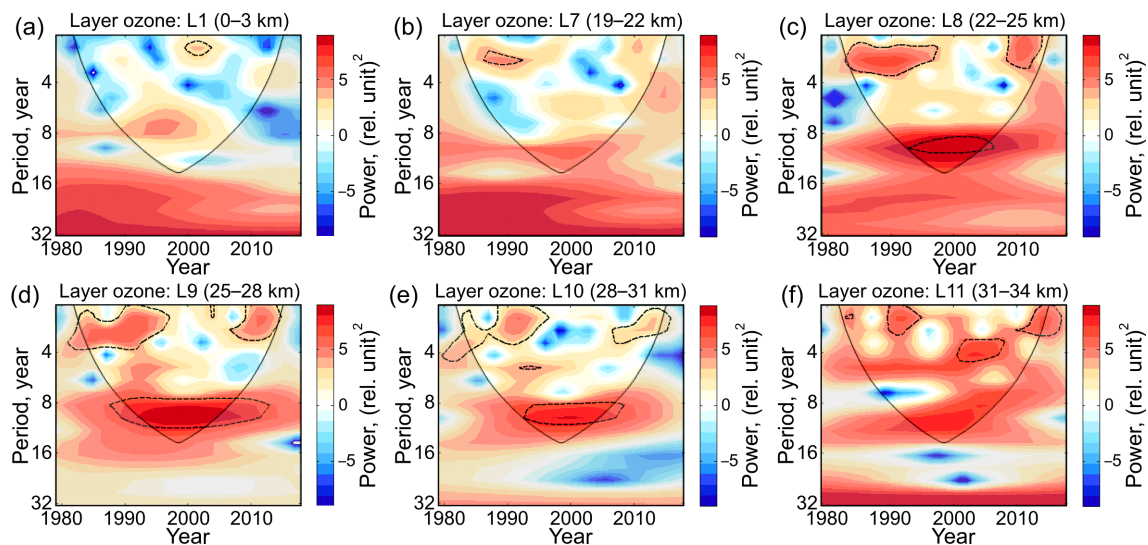 (a) Layer ozone: L1 (0–3 km)
(b) Layer ozone: L7 (19–22 km)
(c) Layer ozone: L8 (22–25 km)
Period, year
4
8
16
32
1980 1990 2000 2010
Year
5
0
−5
Power, (rel. unit)²
Period, year
4
8
16
32
1980 1990 2000 2010
Year
5
0
−5
Power, (rel. unit)²
Period, year
4
8
16
32
1980 1990 2000 2010
Year
5
0
−5
Power, (rel. unit)²
(d) Layer ozone: L9 (25–28 km)
(e) Layer ozone: L10 (28–31 km)
(f) Layer ozone: L11 (31–34 km)
Period, year
4
8
16
32
1980 1990 2000 2010
Year
5
0
−5
Power, (rel. unit)²
Period, year
4
8
16
32
1980 1990 2000 2010
Year
5
0
−5
Power, (rel. unit)²
Period, year
4
8
16
32
1980 1990 2000 2010
Year
5
0
−5
Power, (rel. unit)²